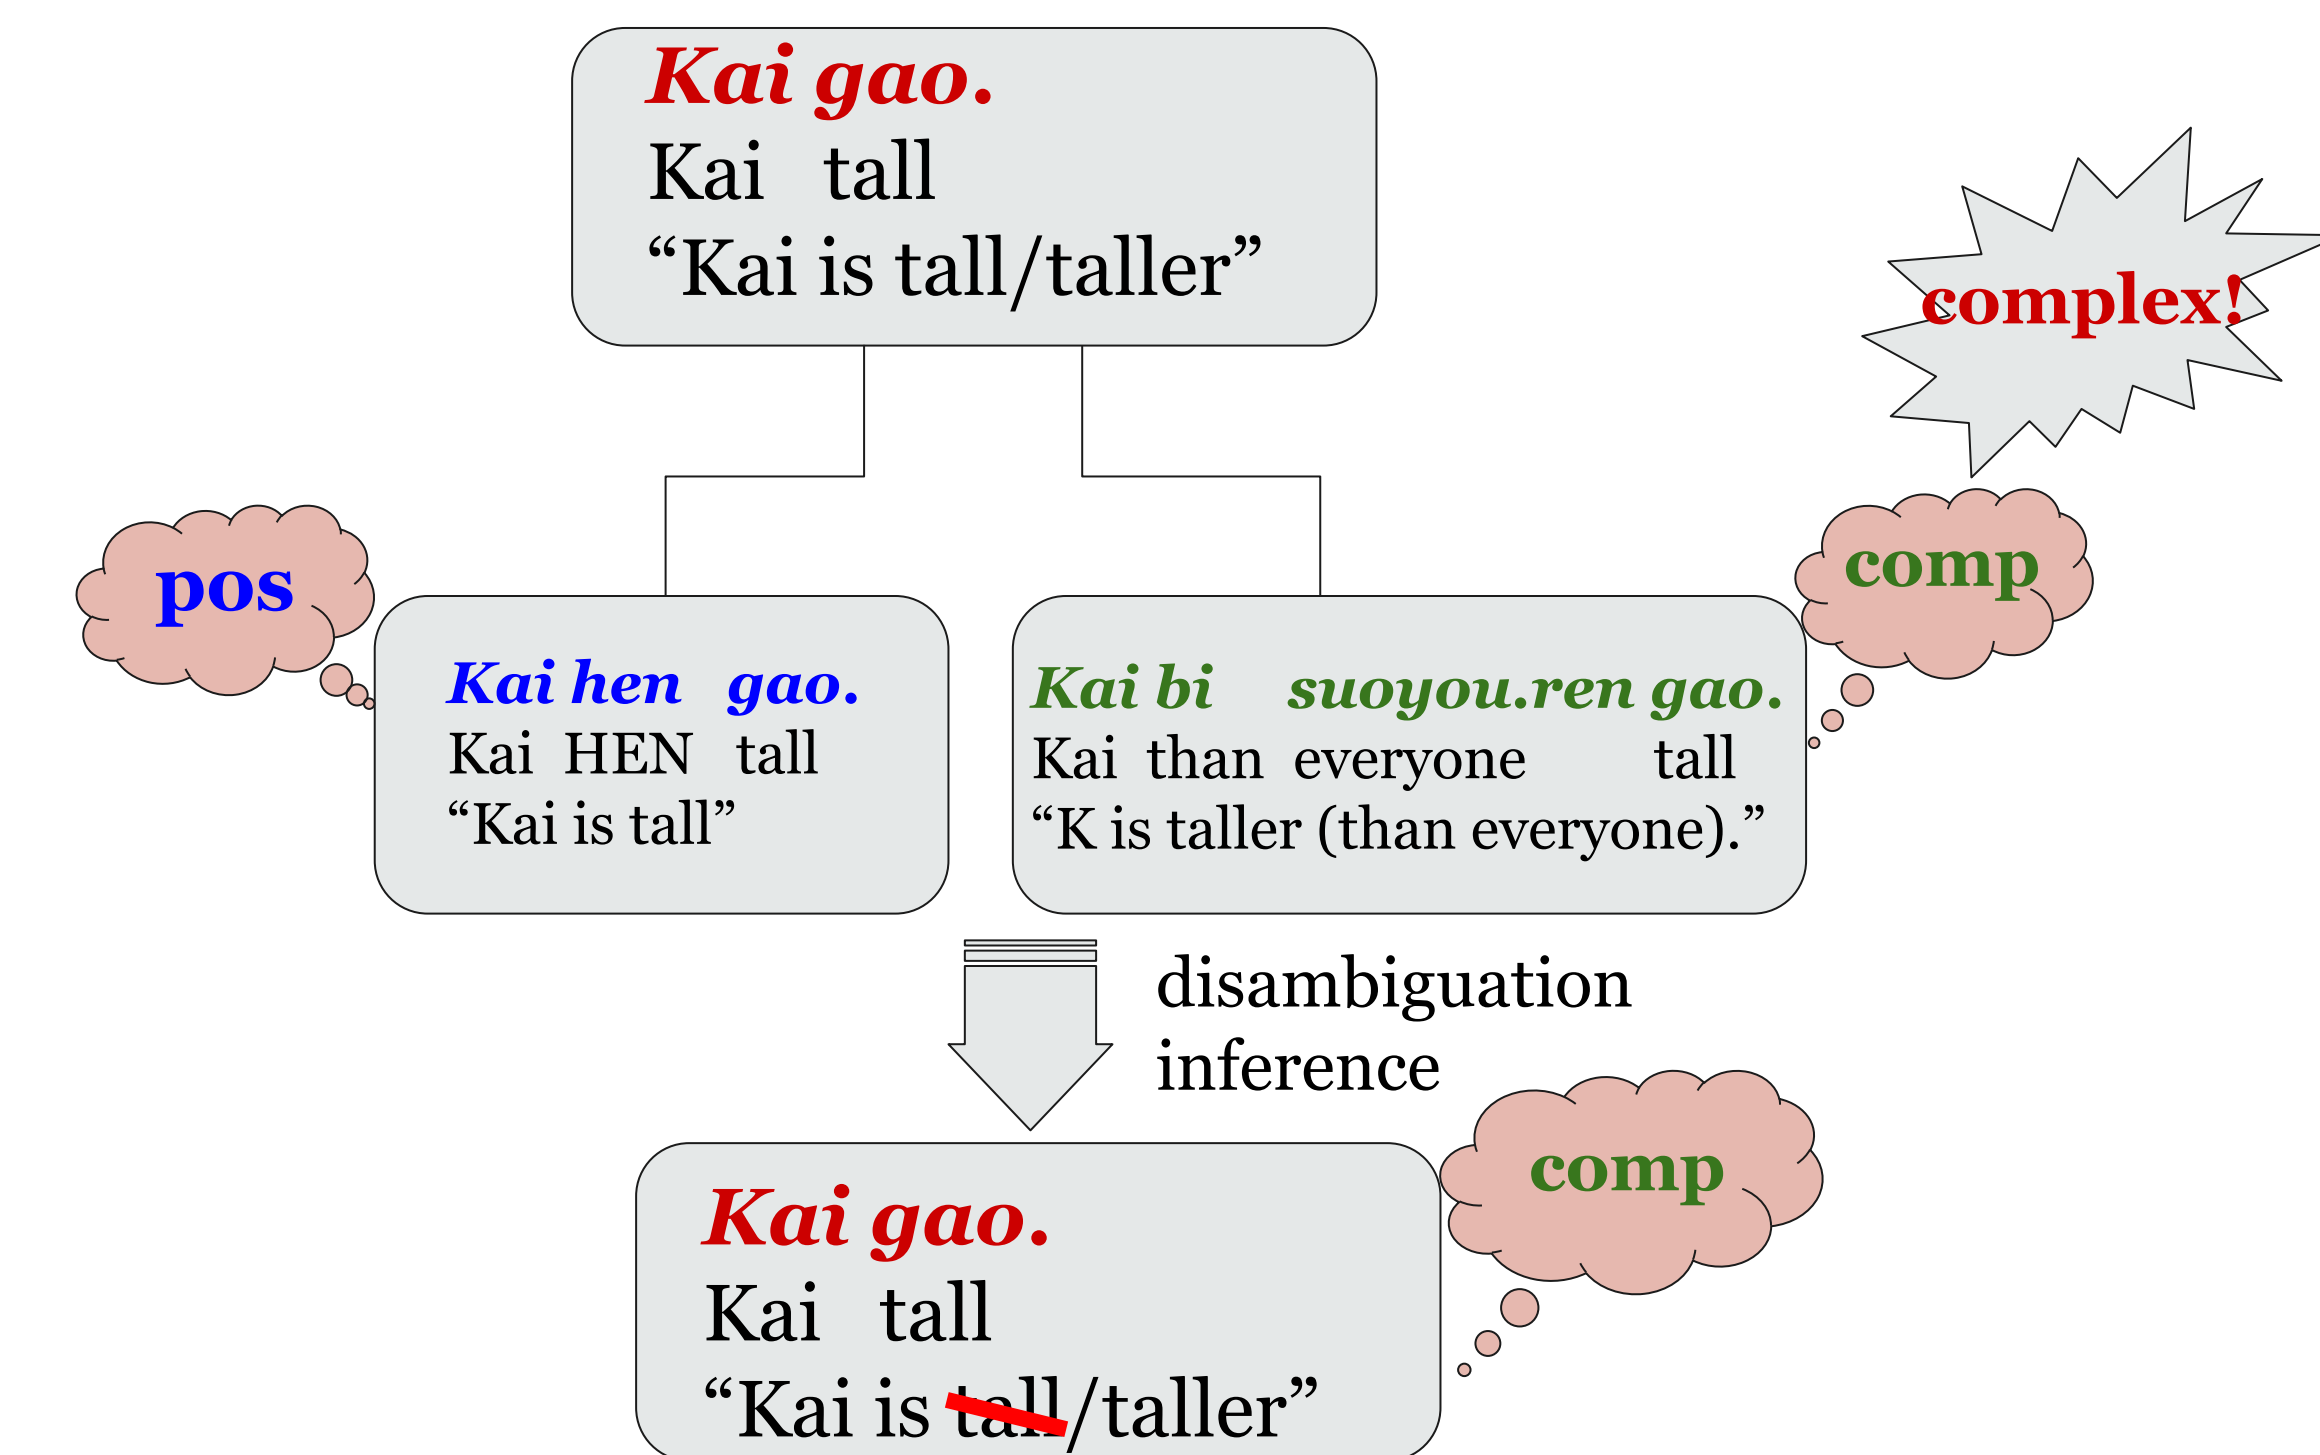 Kai gao.
Kai tall
“Kai is tall/taller”
complex!
pos
comp
Kai hen gao.
Kai HEN tall
“Kai is tall”
Kai bi suoyou.ren gao.
Kai than everyone tall
“K is taller (than everyone).”
disambiguation
inference
comp
Kai gao.
Kai tall
“Kai is tall/taller”